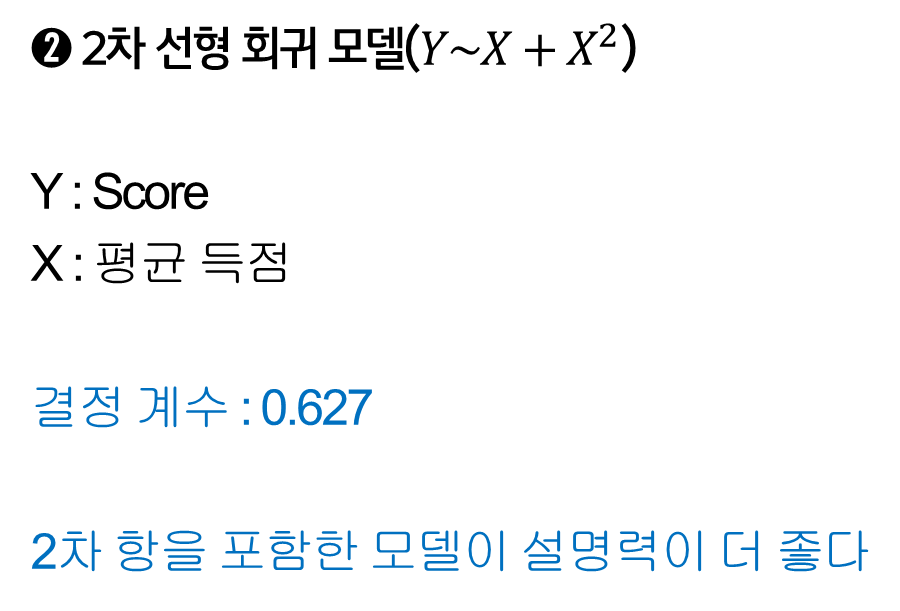 ❷ 2차 선형 회귀 모델(Y~X + X²)
Y : Score
X : 평균 득점
결정 계수 : 0.627
2차 항을 포함한 모델이 설명력이 더 좋다